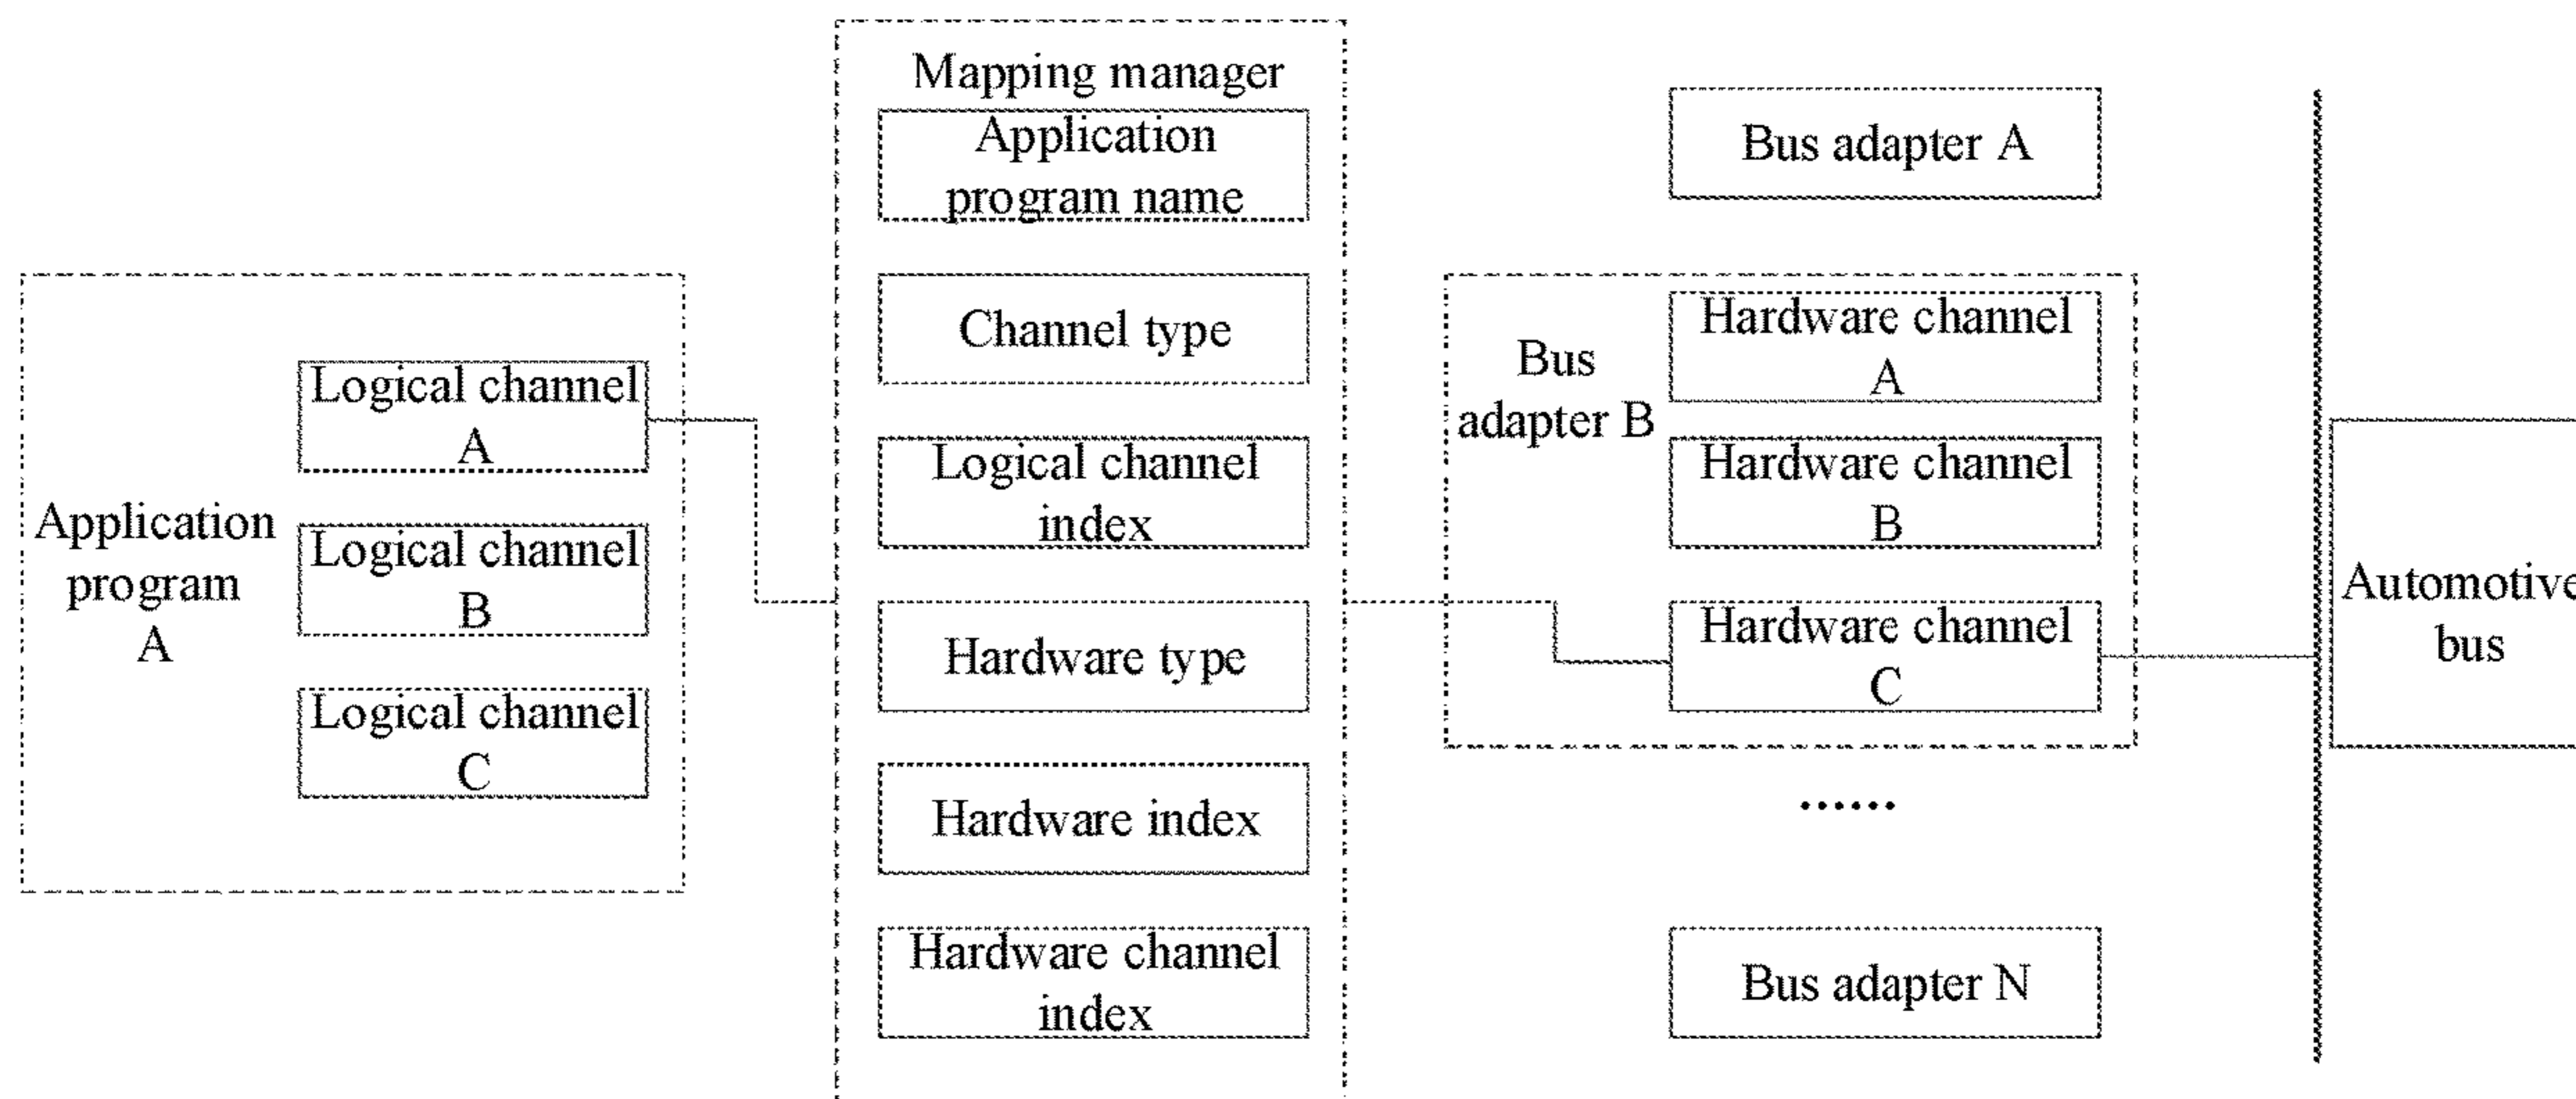 Application
program
A
Logical channel
A
Logical channel
B
Logical channel
C
Mapping manager
Application
program name
Channel type
Logical channel
index
Hardware type
Hardware index
Hardware channel
index
Bus adapter A
Bus
adapter B
Hardware channel
A
Hardware channel
B
Hardware channel
C
......
Bus adapter N
Automotive
bus